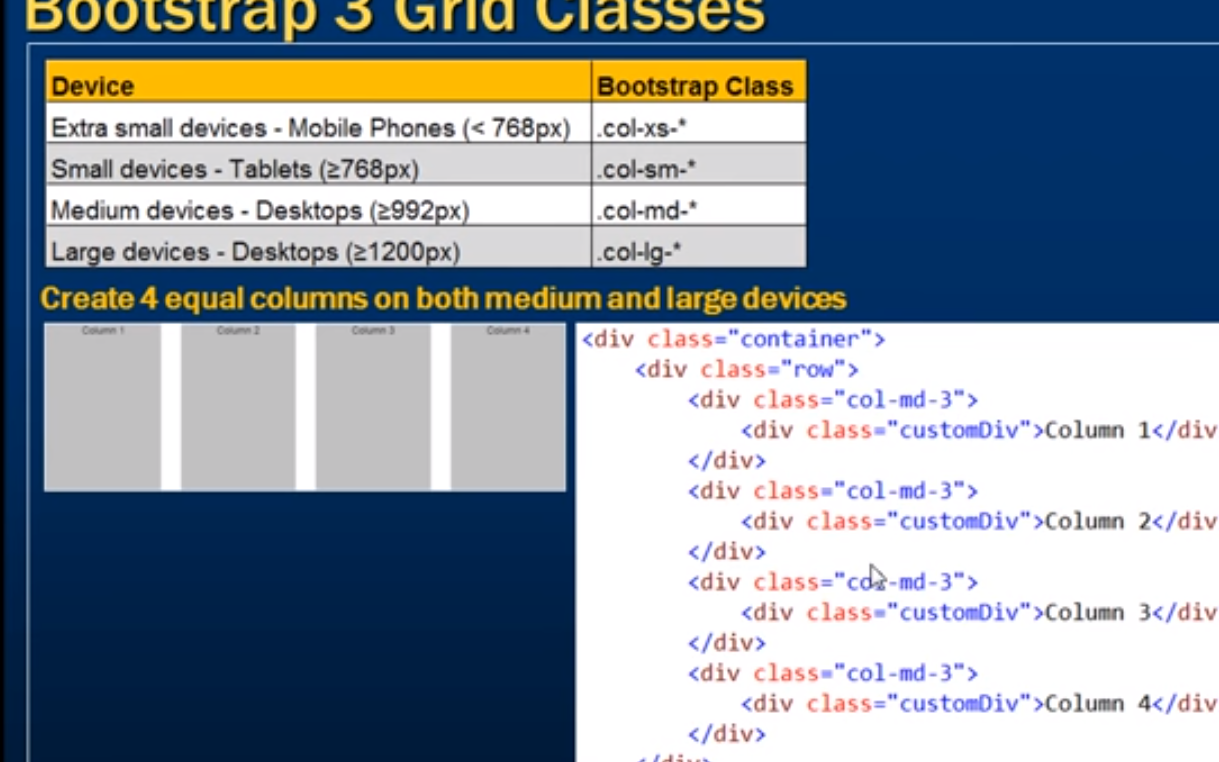 Bootstrap 3 Grid Classes
Device Bootstrap Class
Extra small devices - Mobile Phones (< 768px) .col-xs-*
Small devices - Tablets (≥768px) .col-sm-*
Medium devices - Desktops (≥992px) .col-md-*
Large devices - Desktops (≥1200px) .col-lg-*
Create 4 equal columns on both medium and large devices
Column 1 Column 2 Column 3 Column 4
<div class="container">
<div class="row">
<div class="col-md-3">
<div class="customDiv">Column 1</div
</div>
<div class="col-md-3">
<div class="customDiv">Column 2</div
</div>
<div class="col-md-3">
<div class="customDiv">Column 3</div
</div>
<div class="col-md-3">
<div class="customDiv">Column 4</div
</div>
</div>